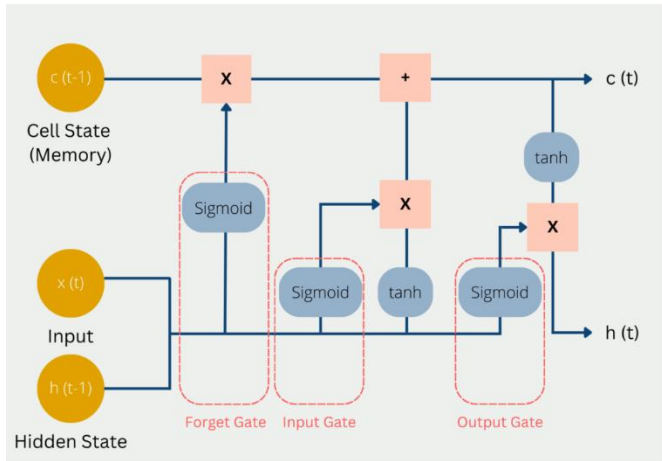 c (t-1)
X
+
c (t)
Cell State
(Memory)
tanh
Sigmoid
X
X
x (t)
Sigmoid
tanh
Sigmoid
Input
h (t)
h (t-1)
Forget Gate
Input Gate
Output Gate
Hidden State